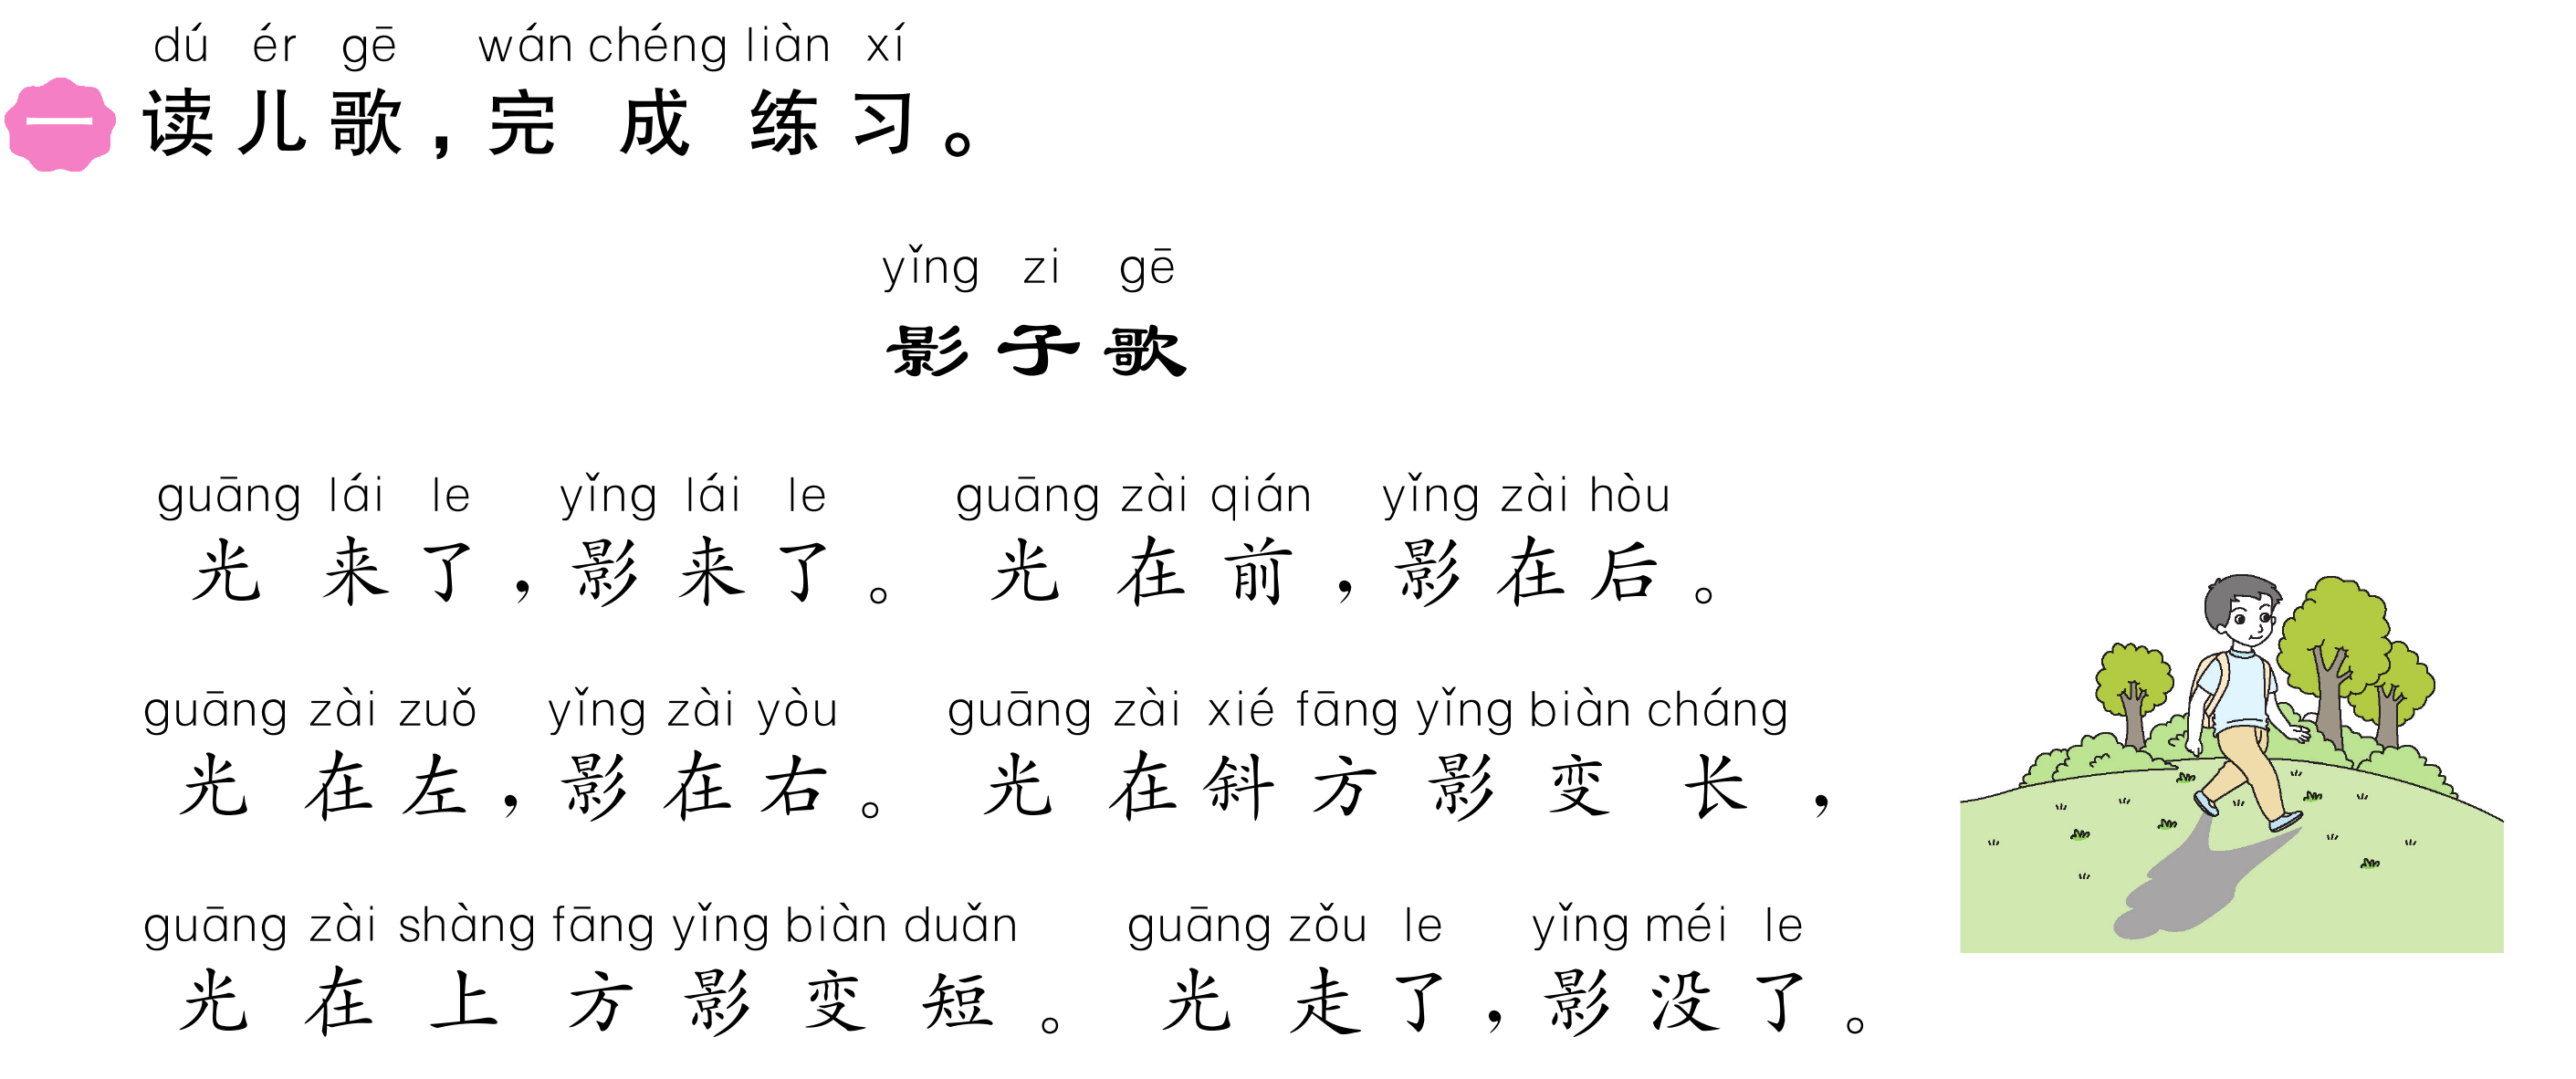 dú ér gē wán chéng liàn xí
一 读儿歌，完成练习。
yǐng zi gē
影子歌
guāng lái le yǐng lái le guāng zài qián yǐng zài hòu
光来了，影来了。光在前，影在后。
guāng zài zuǒ yǐng zài yòu guāng zài xié fāng yǐng biàn cháng
光在左，影在右。光在斜方影变长，
guāng zài shàng fāng yǐng biàn duǎn guāng zǒu le yǐng méi le
光在上方影变短。光走了，影没了。